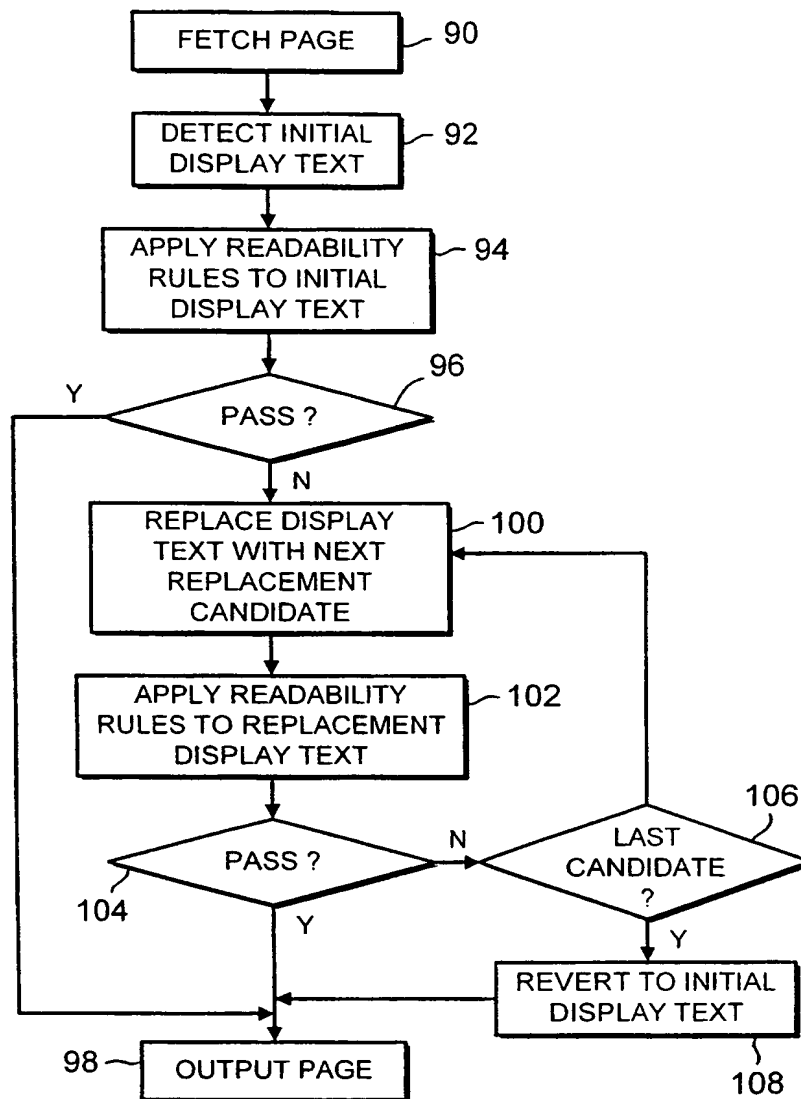 FETCH PAGE
90
DETECT INITIAL
DISPLAY TEXT
92
APPLY READABILITY
RULES TO INITIAL
DISPLAY TEXT
94
PASS ?
96
Y
N
REPLACE DISPLAY
TEXT WITH NEXT
REPLACEMENT
CANDIDATE
100
APPLY READABILITY
RULES TO REPLACEMENT
DISPLAY TEXT
102
PASS ?
104
N
Y
LAST
CANDIDATE
?
106
Y
REVERT TO INITIAL
DISPLAY TEXT
108
98
OUTPUT PAGE